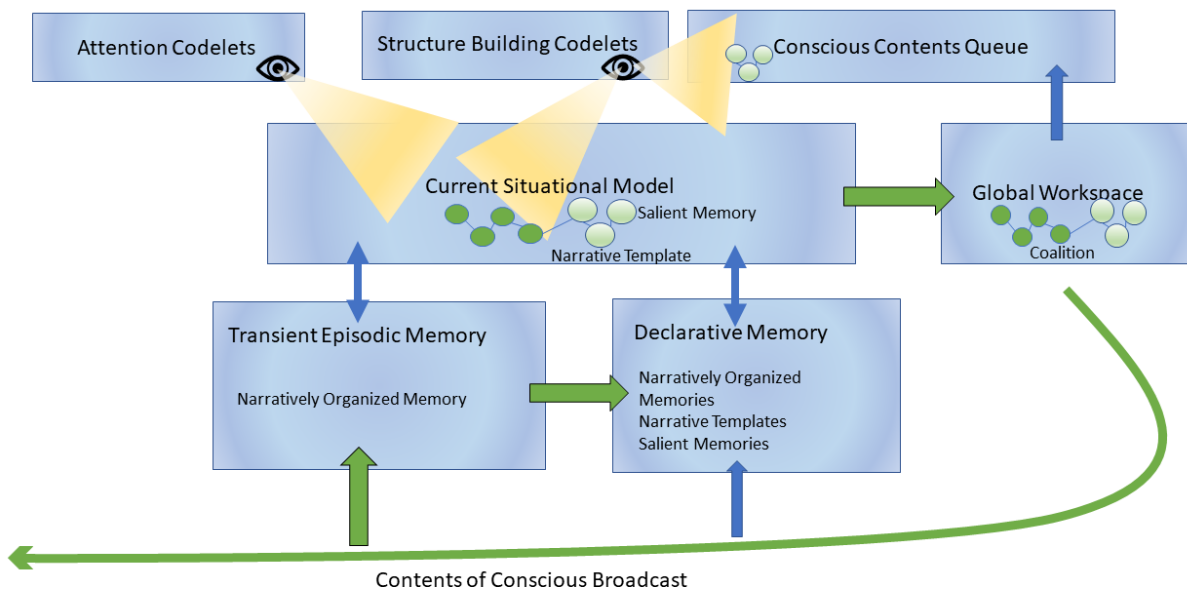 Attention Codelets
Structure Building Codelets
Conscious Contents Queue
Current Situational Model
Salient Memory
Narrative Template
Global Workspace
Coalition
Transient Episodic Memory
Narratively Organized Memory
Declarative Memory
Narratively Organized
Memories
Narrative Templates
Salient Memories
Contents of Conscious Broadcast